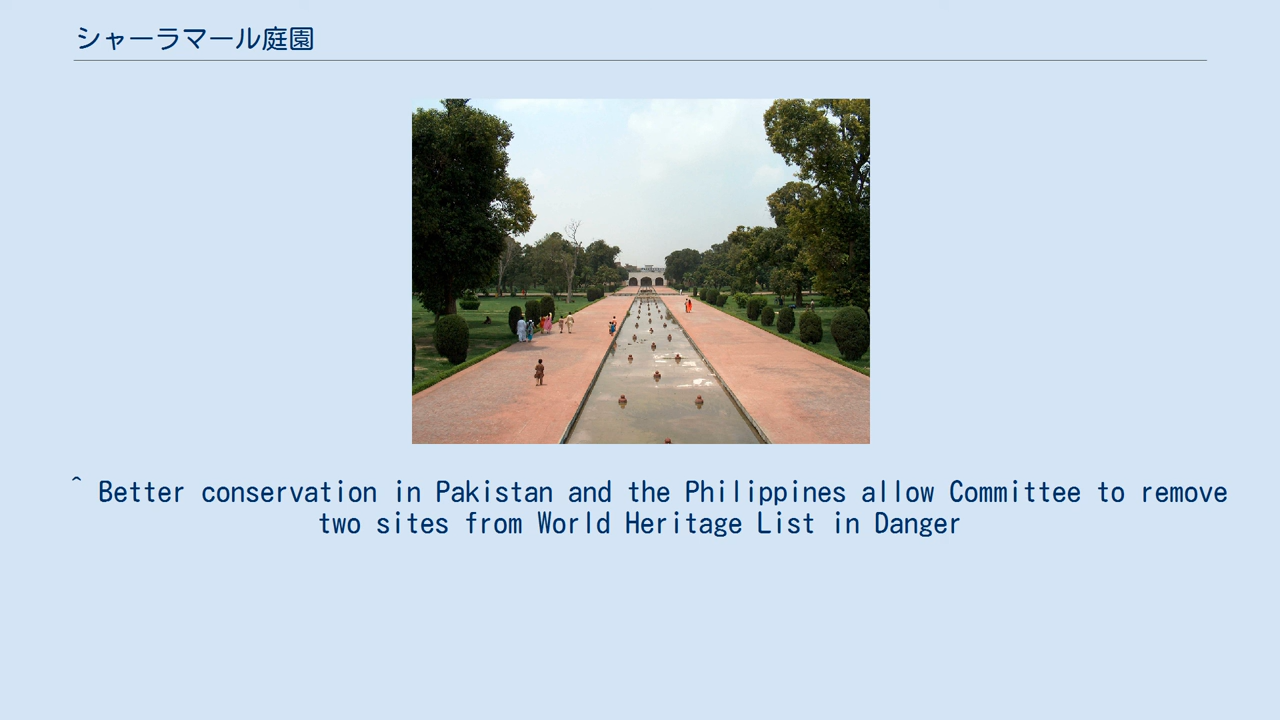 シャーラマール庭園
^ Better conservation in Pakistan and the Philippines allow Committee to remove
two sites from World Heritage List in Danger